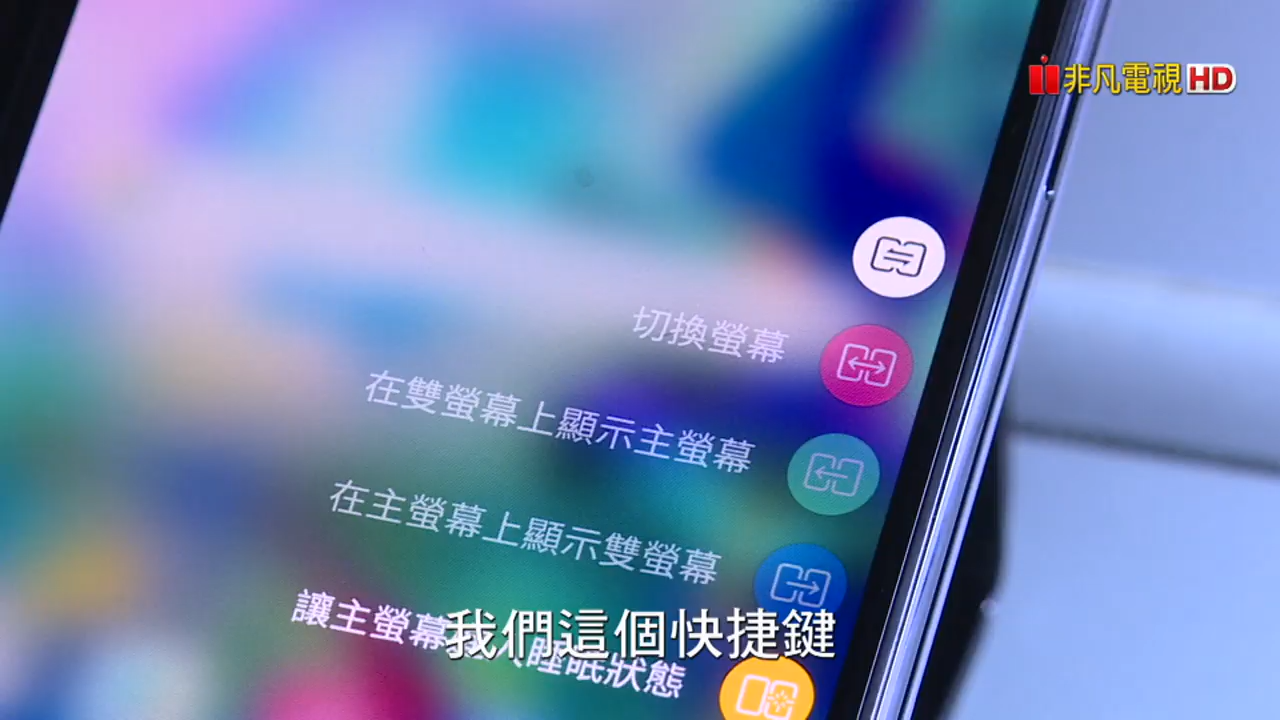 非凡電視HD
切換螢幕
在雙螢幕上顯示主螢幕
在主螢幕上顯示雙螢幕
讓主螢幕 睡眠狀態
我們這個快捷鍵